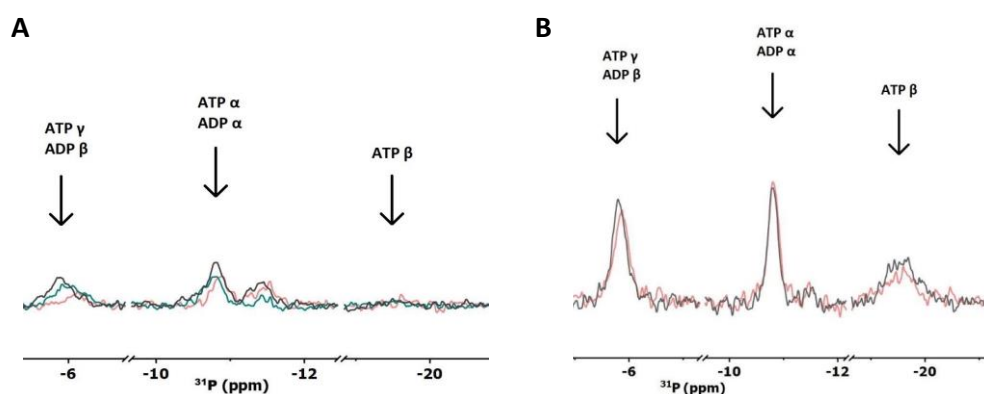 A
ATP γ
ADP β
ATP α
ADP α
ATP β
-6
-10
-12
-20
³¹P (ppm)
B
ATP γ
ADP β
ATP α
ADP α
ATP β
-6
-10
-20
³¹P (ppm)